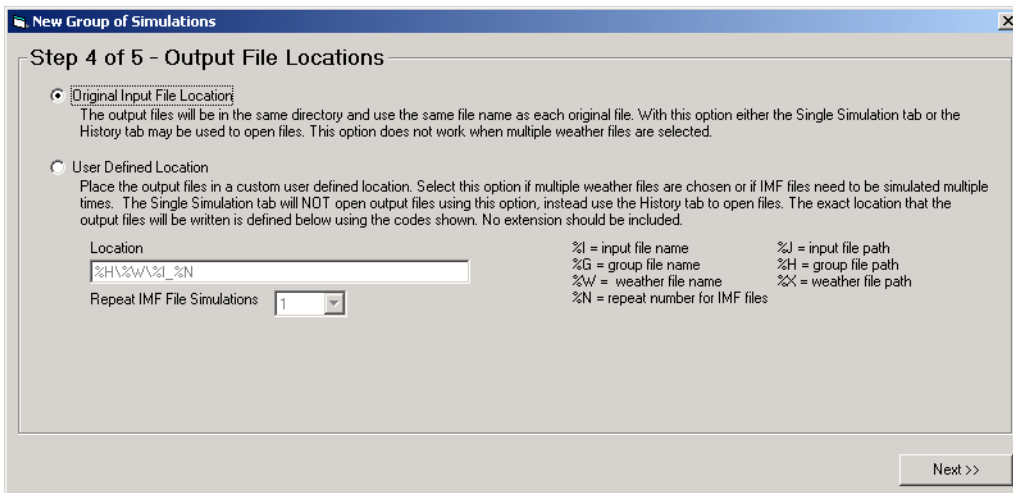 New Group of Simulations
Step 4 of 5 - Output File Locations
Original Input File Location
The output files will be in the same directory and use the same file name as each original file. With this option either the Single Simulation tab or the
History tab may be used to open files. This option does not work when multiple weather files are selected.
User Defined Location
Place the output files in a custom user defined location. Select this option if multiple weather files are chosen or if IMF files need to be simulated multiple
times. The Single Simulation tab will NOT open output files using this option, instead use the History tab to open files. The exact location that the
output files will be written is defined below using the codes shown. No extension should be included.
Location
%H\%W\%I_%N
Repeat IMF File Simulations 1
%I = input file name %J = input file path
%G = group file name %H = group file path
%W = weather file name %X = weather file path
%N = repeat number for IMF files
Next >>